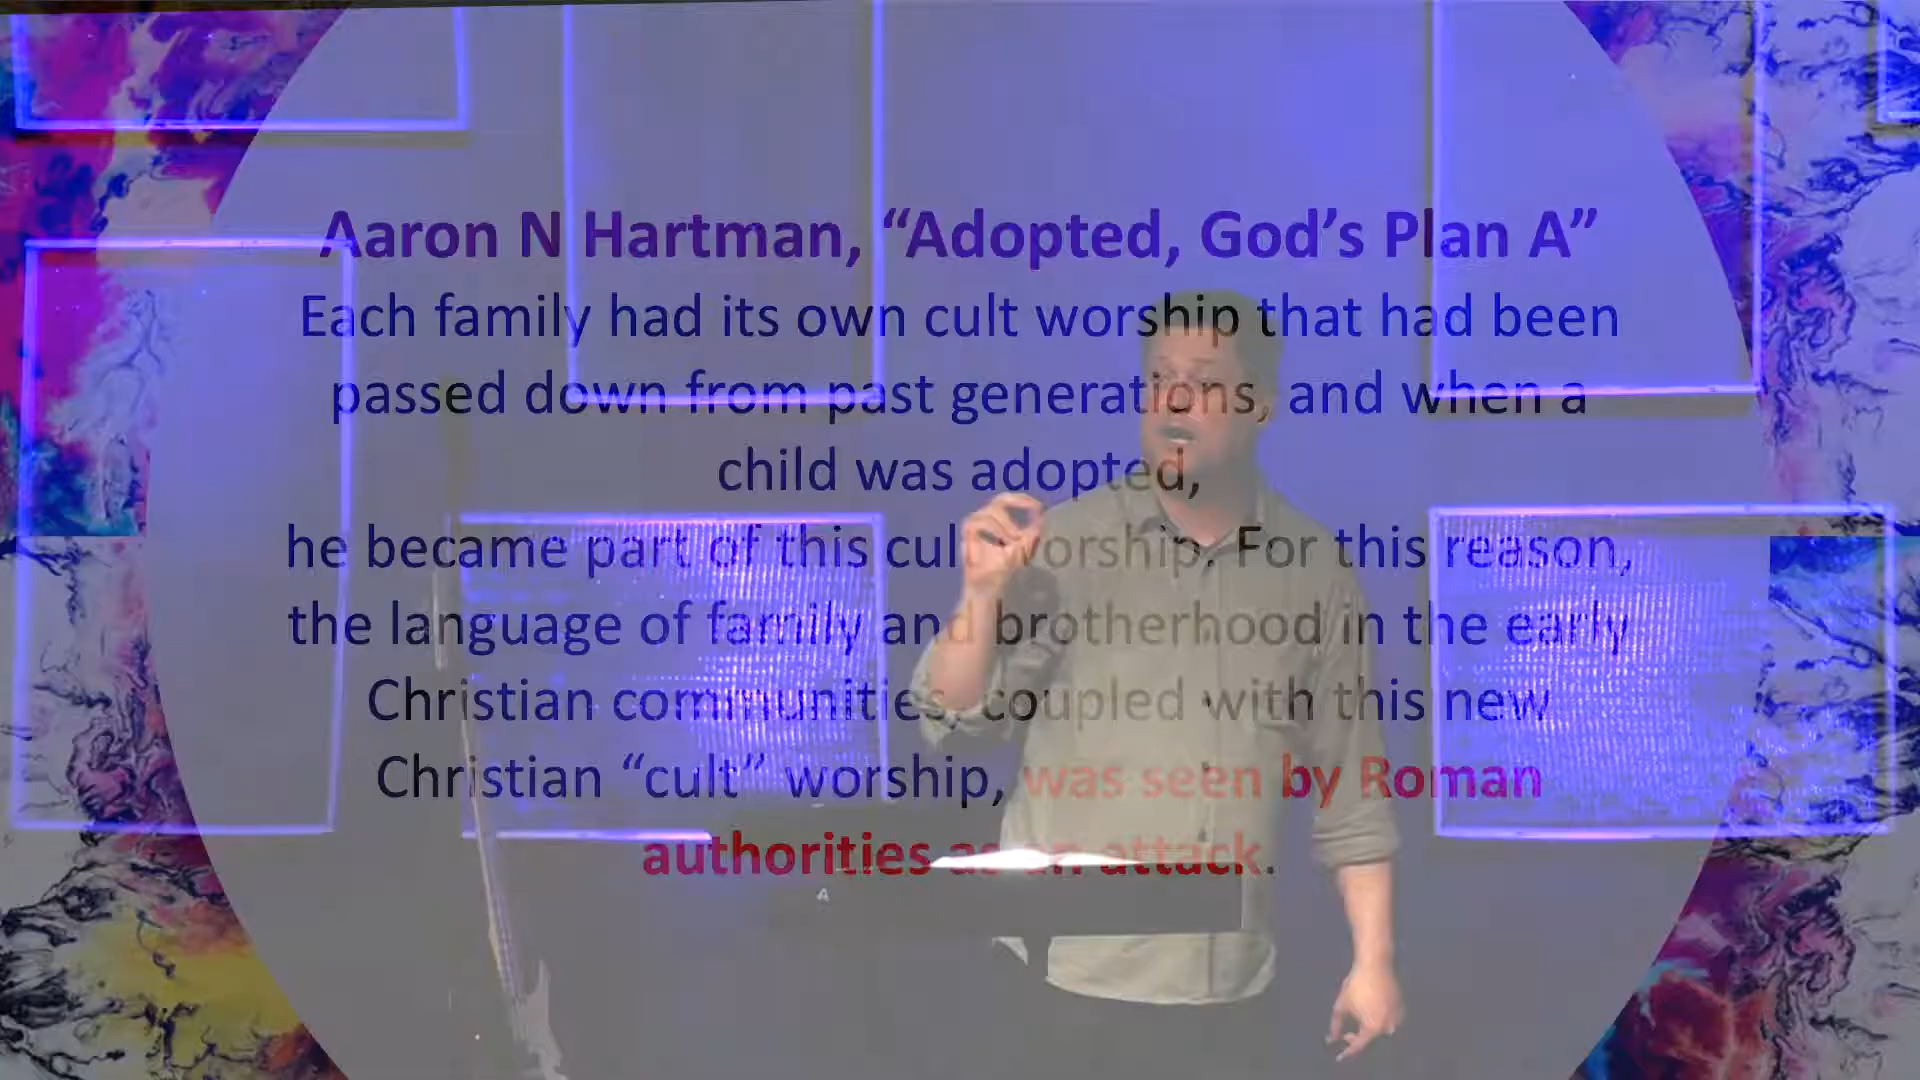 Aaron N Hartman, “Adopted, God’s Plan A”
Each family had its own cult worship that had been
passed down from past generations, and when a
child was adopted,
he became part of this cult worship. For this reason,
the language of family and brotherhood in the early
Christian communities, coupled with this new
Christian “cult” worship, was seen by Roman
authorities as an attack.
A